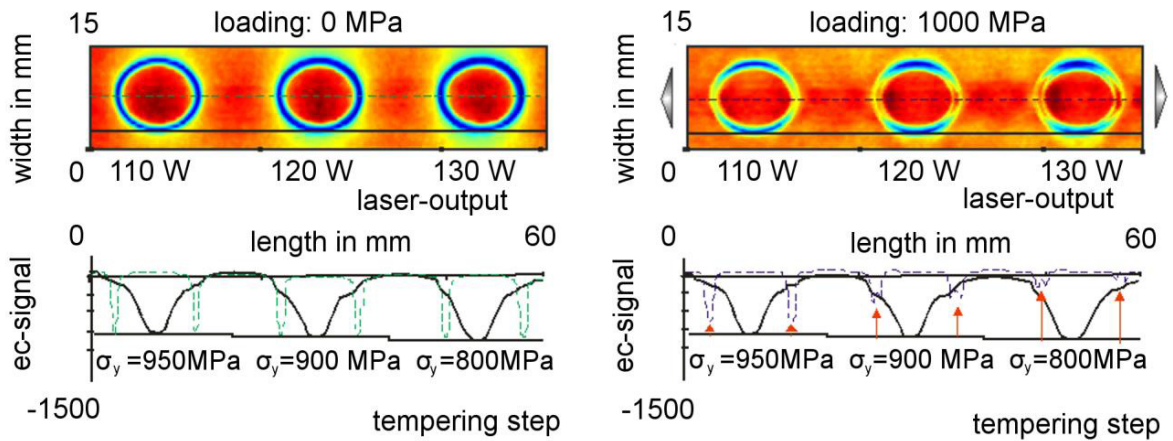 15 loading: 0 MPa
width in mm
0 110 W 120 W 130 W
laser-output
0 length in mm 60
ec-signal
σy =950MPa σy=900 MPa σy=800MPa
-1500 tempering step
15 loading: 1000 MPa
width in mm
0 110 W 120 W 130 W
laser-output
0 length in mm 60
ec-signal
σy =950MPa σy=900 MPa σy=800MPa
-1500 tempering step